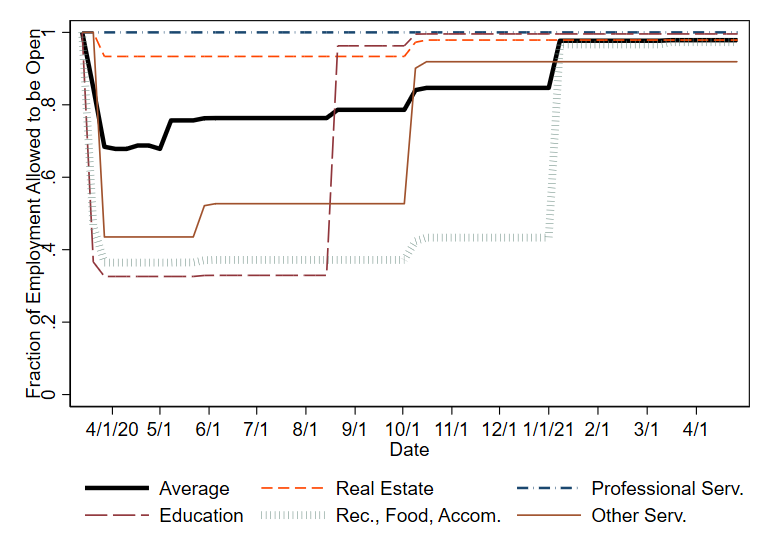 Fraction of Employment Allowed to be Open
1
.8
.6
.4
.2
0
4/1/20 5/1 6/1 7/1 8/1 9/1 10/1 11/1 12/1 1/1/21 2/1 3/1 4/1
Date
Average Real Estate Professional Serv.
Education Rec., Food, Accom. Other Serv.